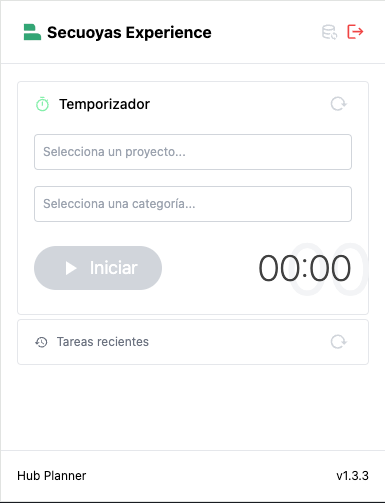 Secuoyas Experience
Temporizador
Selecciona un proyecto...
Selecciona una categoría...
Iniciar
00:00
00
Tareas recientes
Hub Planner
v1.3.3